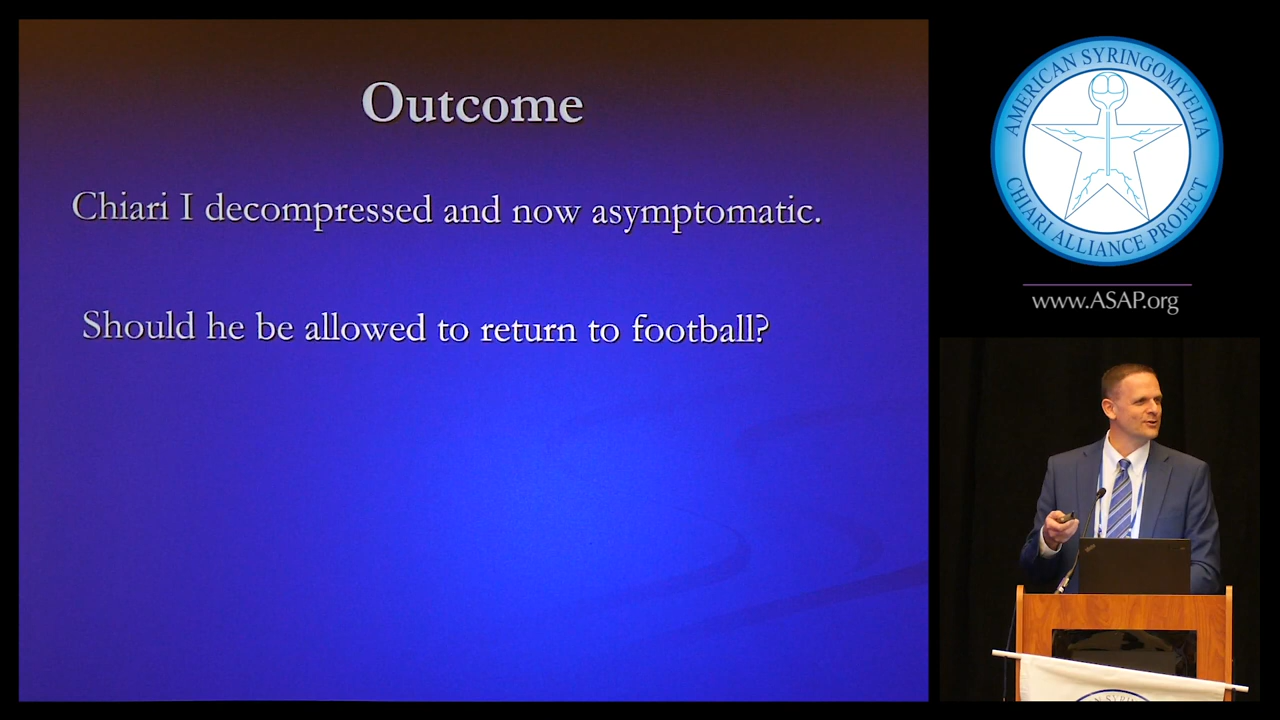 Outcome
Chiari I decompressed and now asymptomatic.
Should he be allowed to return to football?
AMERICAN SYRINGOMYELIA
CHIARI ALLIANCE PROJECT
www.ASAP.org